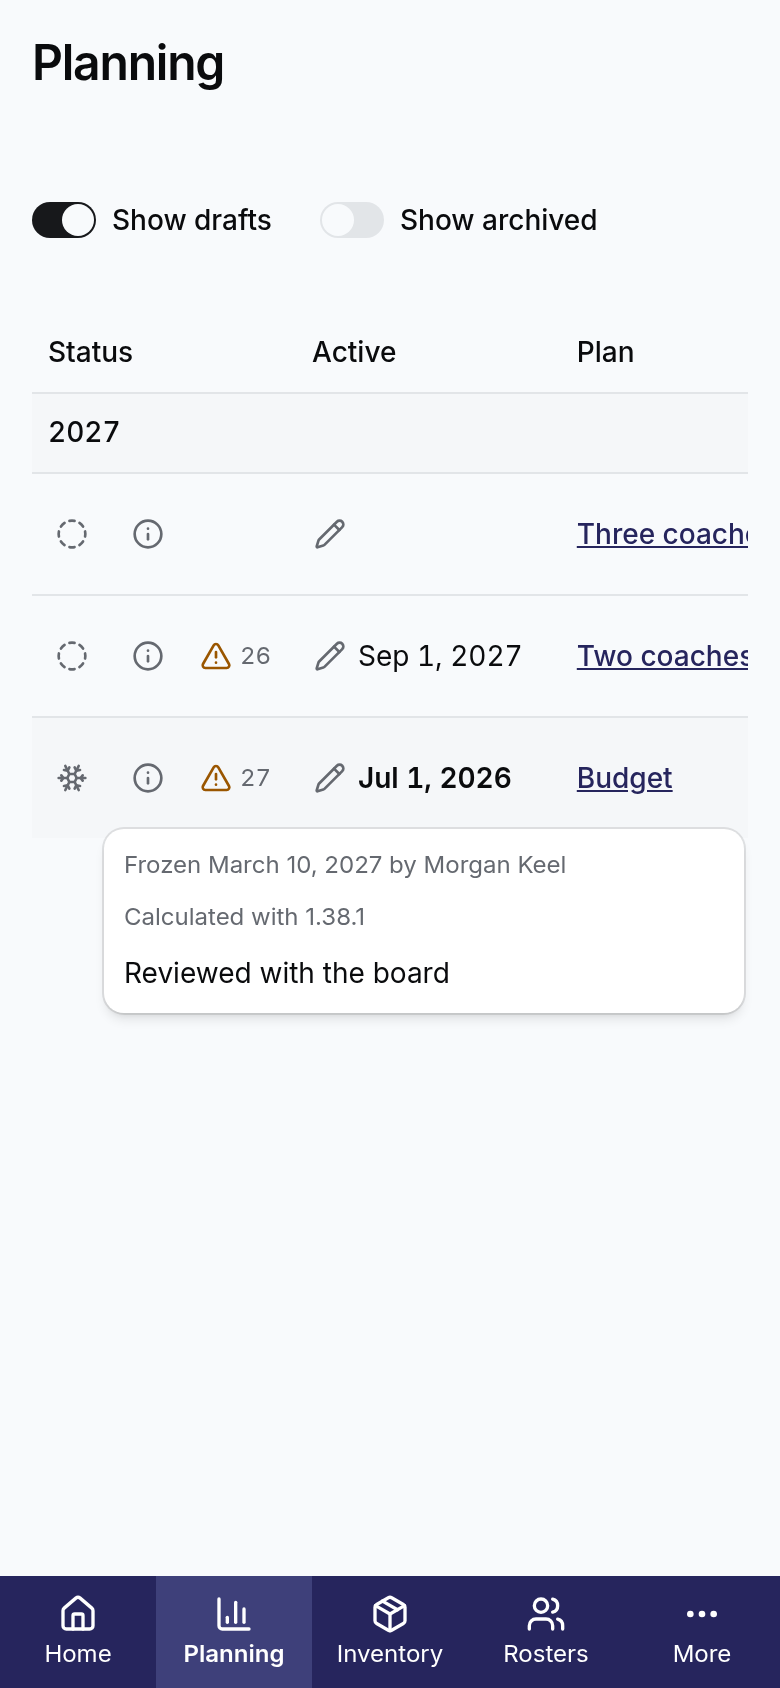 Planning
Show drafts Show archived
Status Active Plan
2027
Three coache
26 Sep 1, 2027 Two coaches
27 Jul 1, 2026 Budget
Frozen March 10, 2027 by Morgan Keel
Calculated with 1.38.1
Reviewed with the board
Home Planning Inventory Rosters More